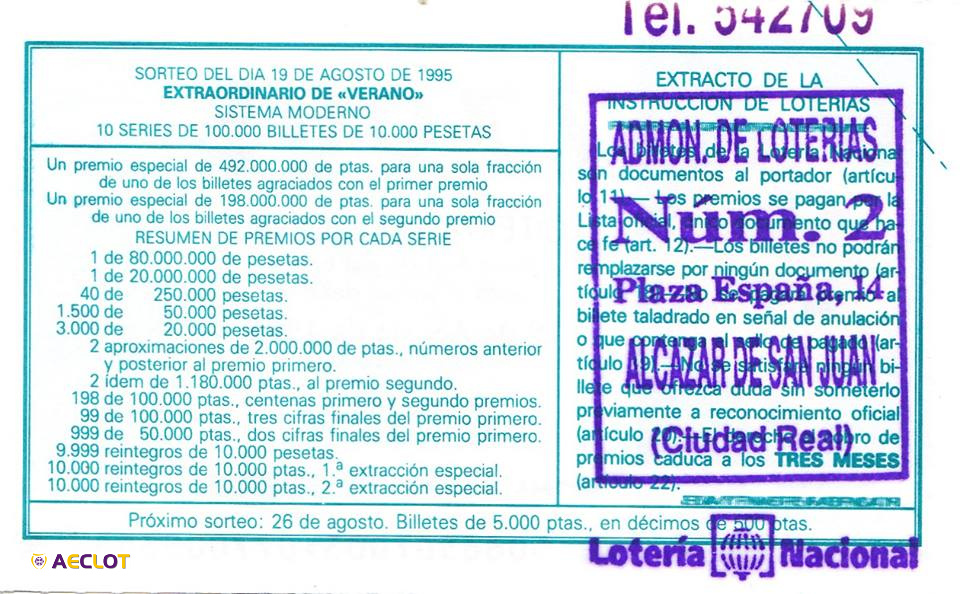 Tel. 542709
SORTEO DEL DIA 19 DE AGOSTO DE 1995
EXTRAORDINARIO DE «VERANO»
SISTEMA MODERNO
10 SERIES DE 100.000 BILLETES DE 10.000 PESETAS
Un premio especial de 492.000.000 de ptas. para una sola fracción
de uno de los billetes agraciados con el primer premio
Un premio especial de 198.000.000 de ptas. para una sola fracción
de uno de los billetes agraciados con el segundo premio
RESUMEN DE PREMIOS POR CADA SERIE
1 de 80.000.000 de pesetas.
1 de 20.000.000 de pesetas.
40 de 250.000 pesetas.
1.500 de 50.000 pesetas.
3.000 de 20.000 pesetas.
2 aproximaciones de 2.000.000 de ptas., números anterior
y posterior al premio primero.
2 ídem de 1.180.000 ptas., al premio segundo.
198 de 100.000 ptas., centenas primero y segundo premios.
99 de 100.000 ptas., tres cifras finales del premio primero.
999 de 50.000 ptas., dos cifras finales del premio primero.
9.999 reintegros de 10.000 pesetas.
10.000 reintegros de 10.000 ptas., 1.ª extracción especial.
10.000 reintegros de 10.000 ptas., 2.ª extracción especial.
EXTRACTO DE LA
INSTRUCCION DE LOTERIAS
Los billetes de la Lotería Nacional
son documentos al portador (artícu-
lo 11).—Los premios se pagan por la
Lista oficial, único documento que ha-
ce fe (art. 12).—Los billetes no podrán
remplazarse por ningún documento (ar-
tículo 18).—No se pagará premio al
billete taladrado en señal de anulación
o que contenga el sello de pagado (ar-
tículo 19).—No se satisfará ningún bi-
llete que ofrezca duda sin someterlo
previamente a reconocimiento oficial
(artículo 20).—El derecho al cobro de
premios caduca a los TRES MESES
(artículo 22).
ADMON. DE LOTERIAS
Núm. 2
Plaza España, 14
ALCAZAR DE SAN JUAN
(Ciudad Real)
Próximo sorteo: 26 de agosto. Billetes de 5.000 ptas., en décimos de 500 ptas.
Lotería Nacional
AECLOT